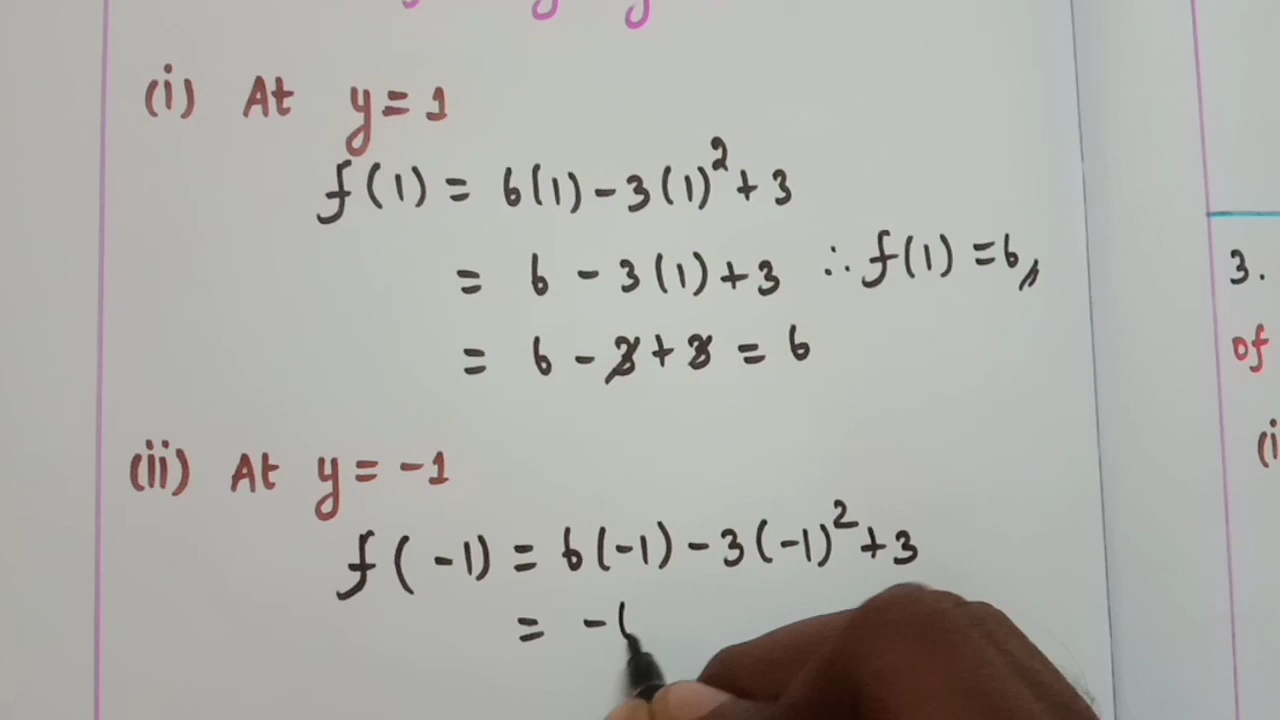 (i) At y = 1
f(1) = 6(1) - 3(1)² + 3
= 6 - 3(1) + 3 ∴ f(1) = 6
= 6 - 3 + 3 = 6
(ii) At y = -1
f(-1) = 6(-1) - 3(-1)² + 3
= -
3.
of
(i